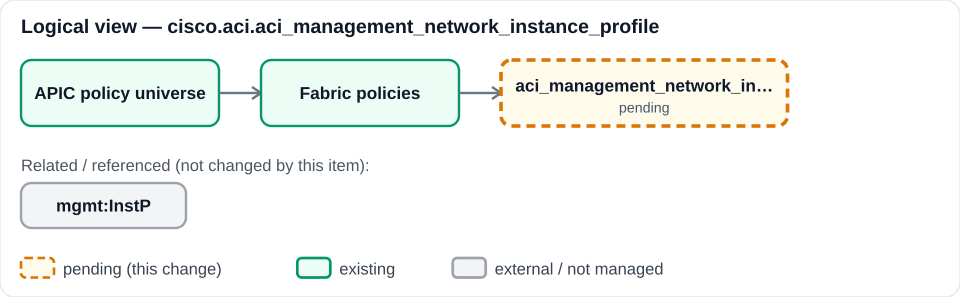 Logical view — cisco.aci.aci_management_network_instance_profile
APIC policy universe
Fabric policies
aci_management_network_in…
pending
Related / referenced (not changed by this item):
mgmt:InstP
pending (this change)
existing
external / not managed